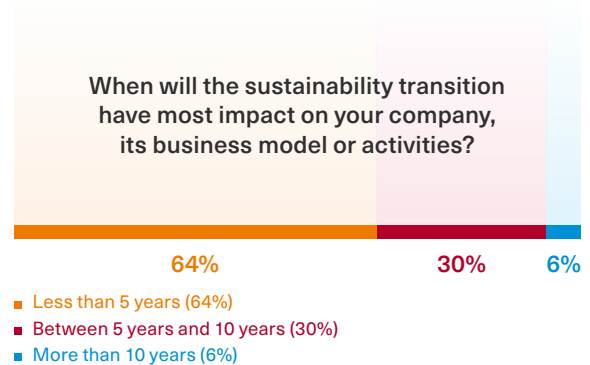 When will the sustainability transition
have most impact on your company,
its business model or activities?
64% 30% 6%
Less than 5 years (64%)
Between 5 years and 10 years (30%)
More than 10 years (6%)